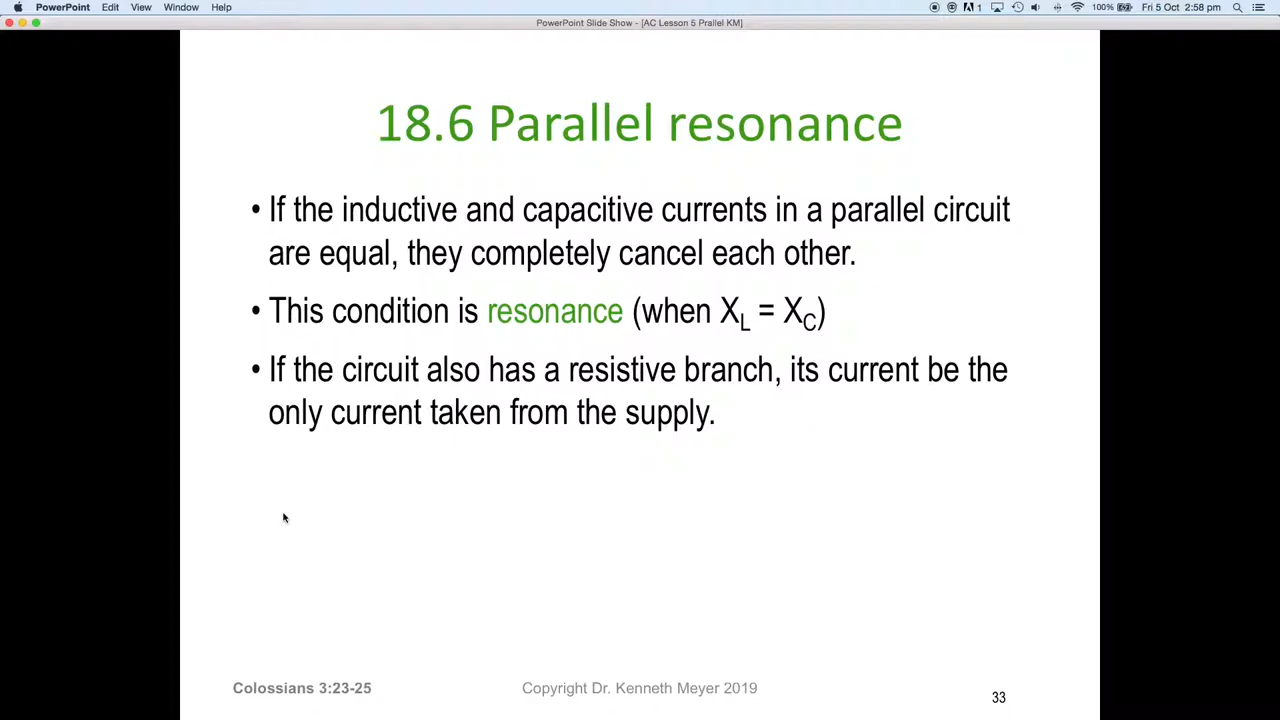 PowerPoint Edit View Window Help 1 100% Fri 5 Oct 2:58 pm
PowerPoint Slide Show - [AC Lesson 5 Prallel KM]
18.6 Parallel resonance
• If the inductive and capacitive currents in a parallel circuit
are equal, they completely cancel each other.
• This condition is resonance (when XL = XC)
• If the circuit also has a resistive branch, its current be the
only current taken from the supply.
Colossians 3:23-25 Copyright Dr. Kenneth Meyer 2019 33